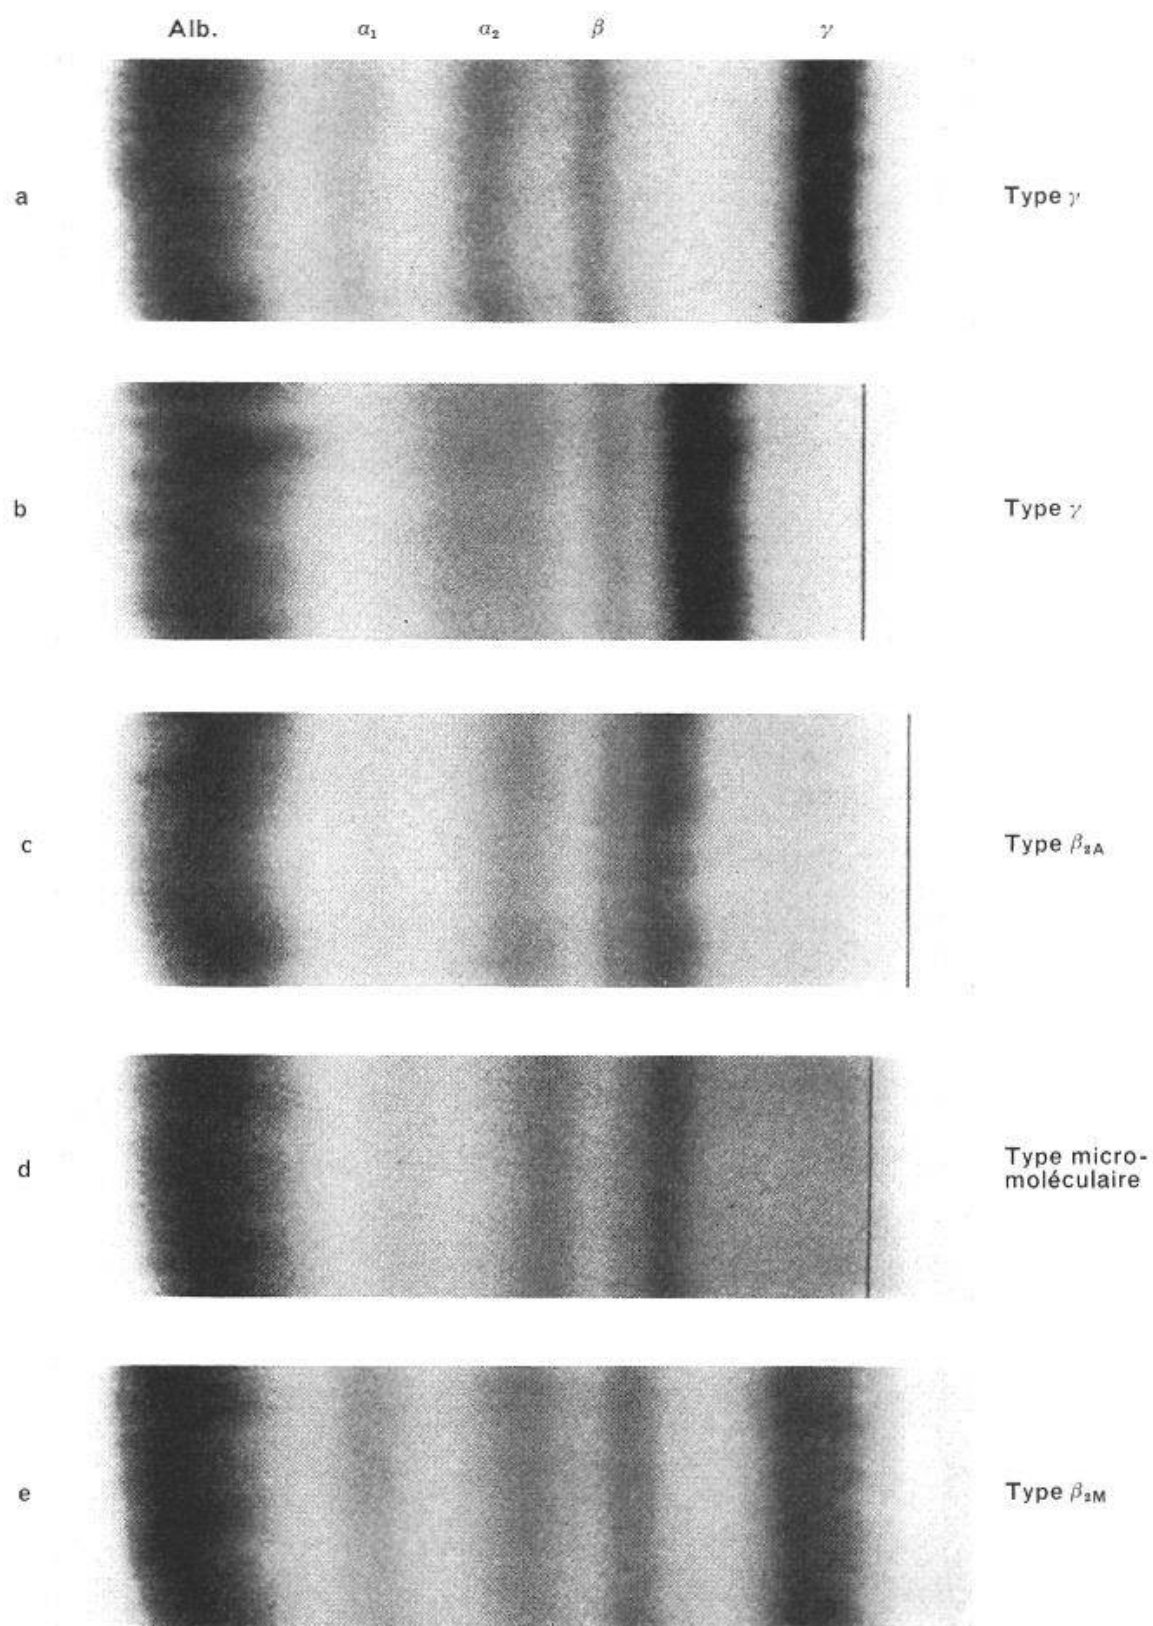 Alb. α₁ α₂ β γ
a Type γ
b Type γ
c Type β₂A
d Type micro-
moléculaire
e Type β₂M